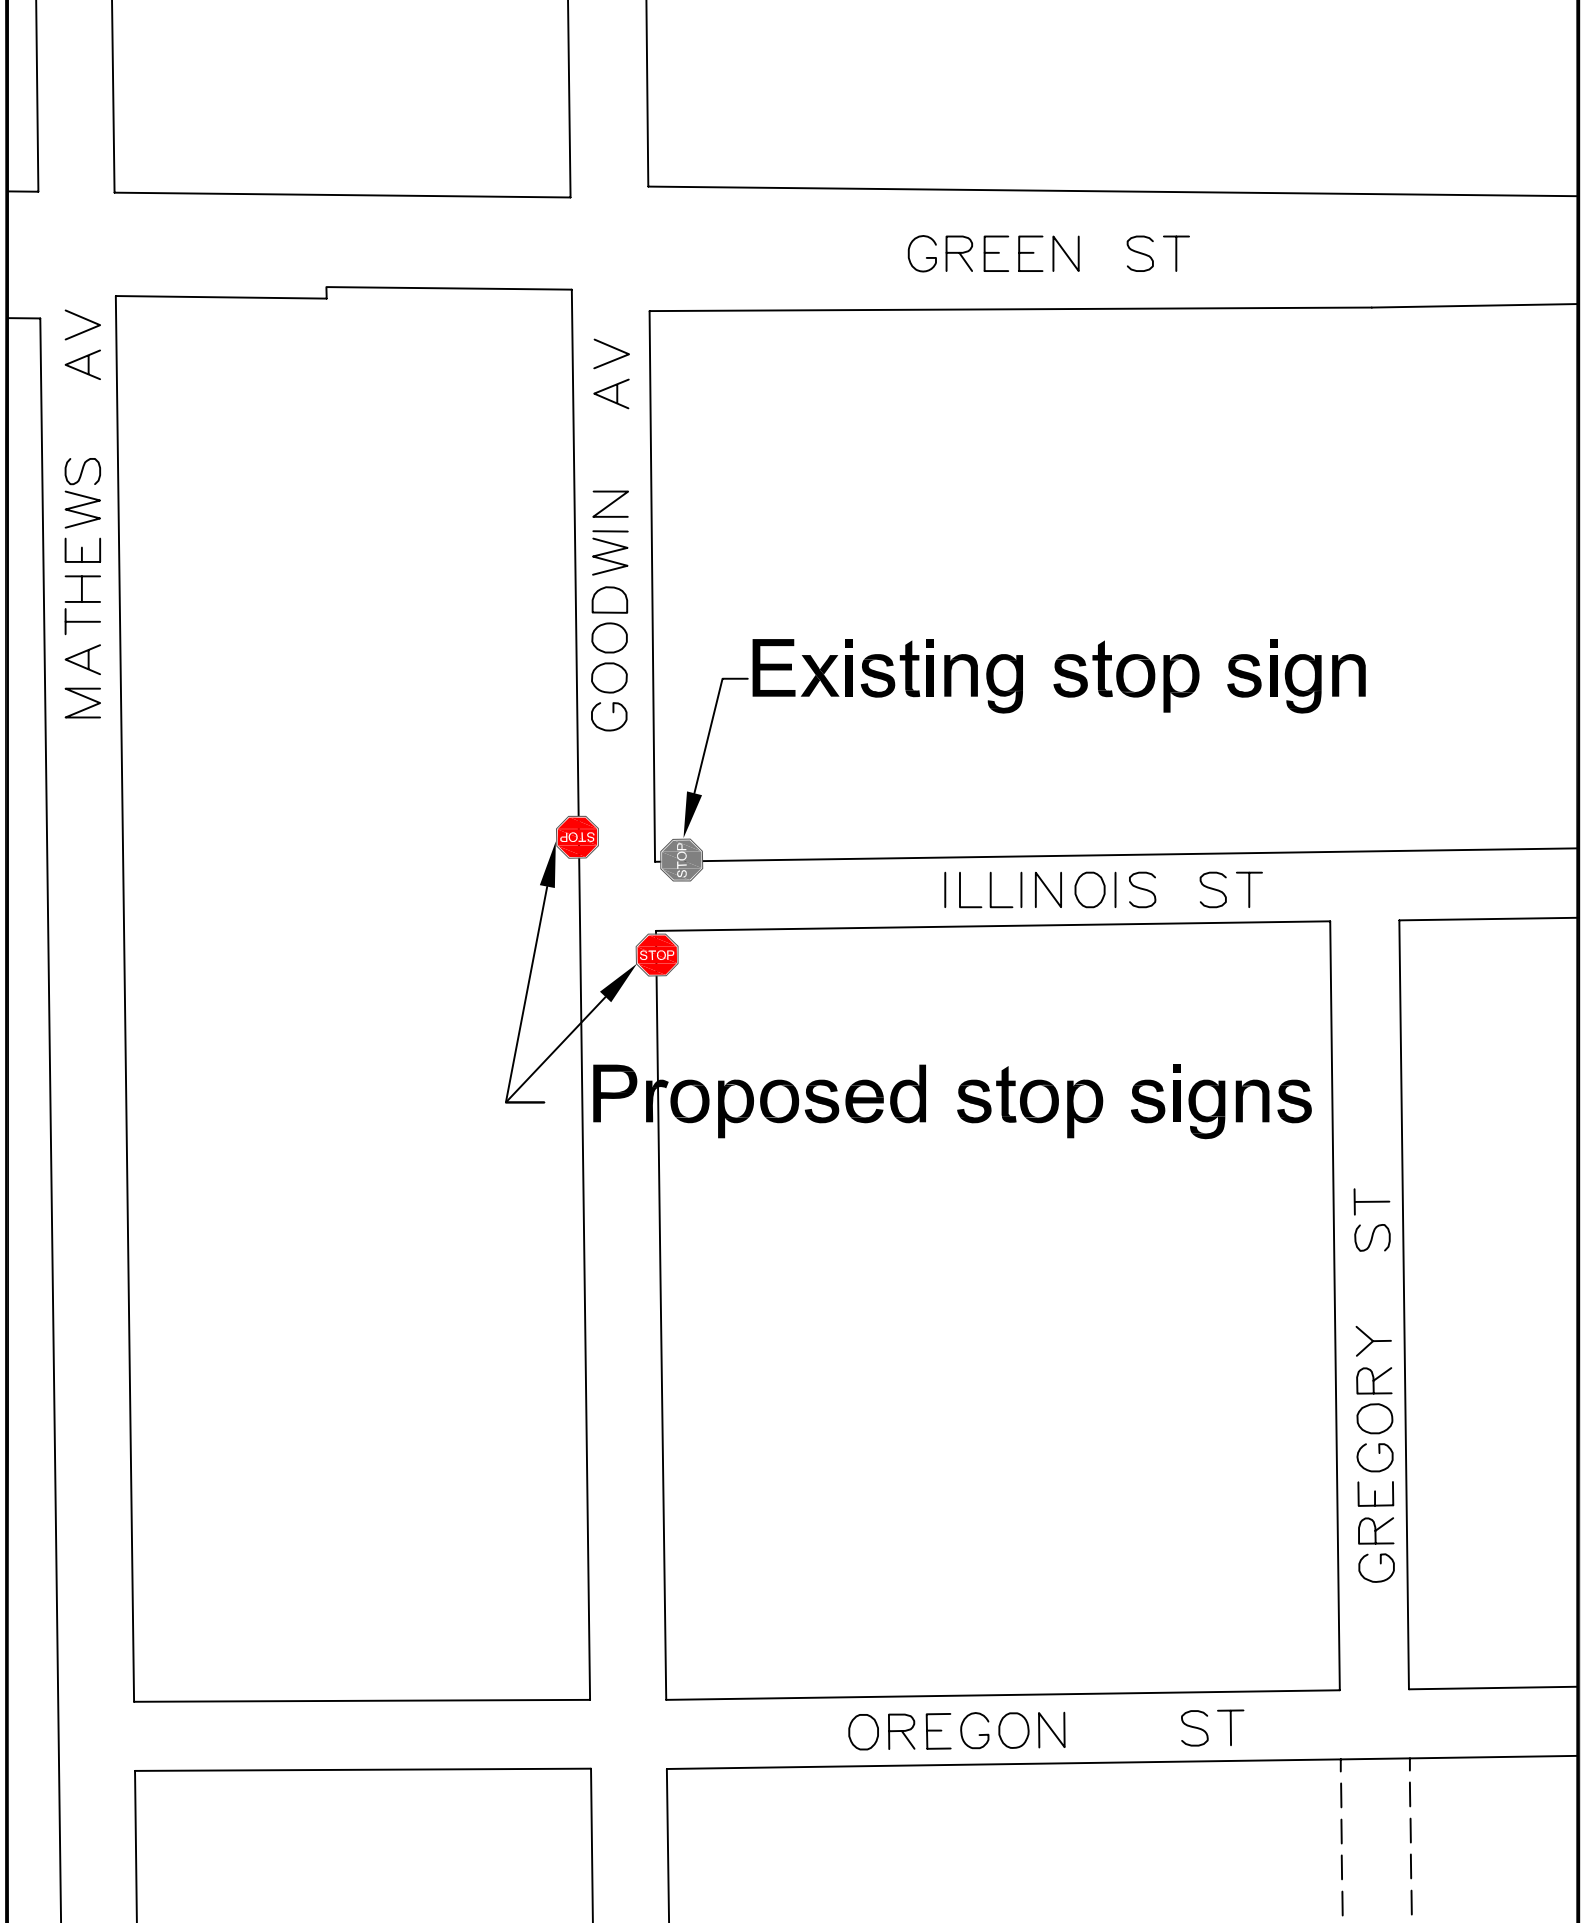 GREEN ST
MATHEWS AV
GOODWIN AV
Existing stop sign
STOP
STOP
ILLINOIS ST
STOP
Proposed stop signs
GREGORY ST
OREGON ST